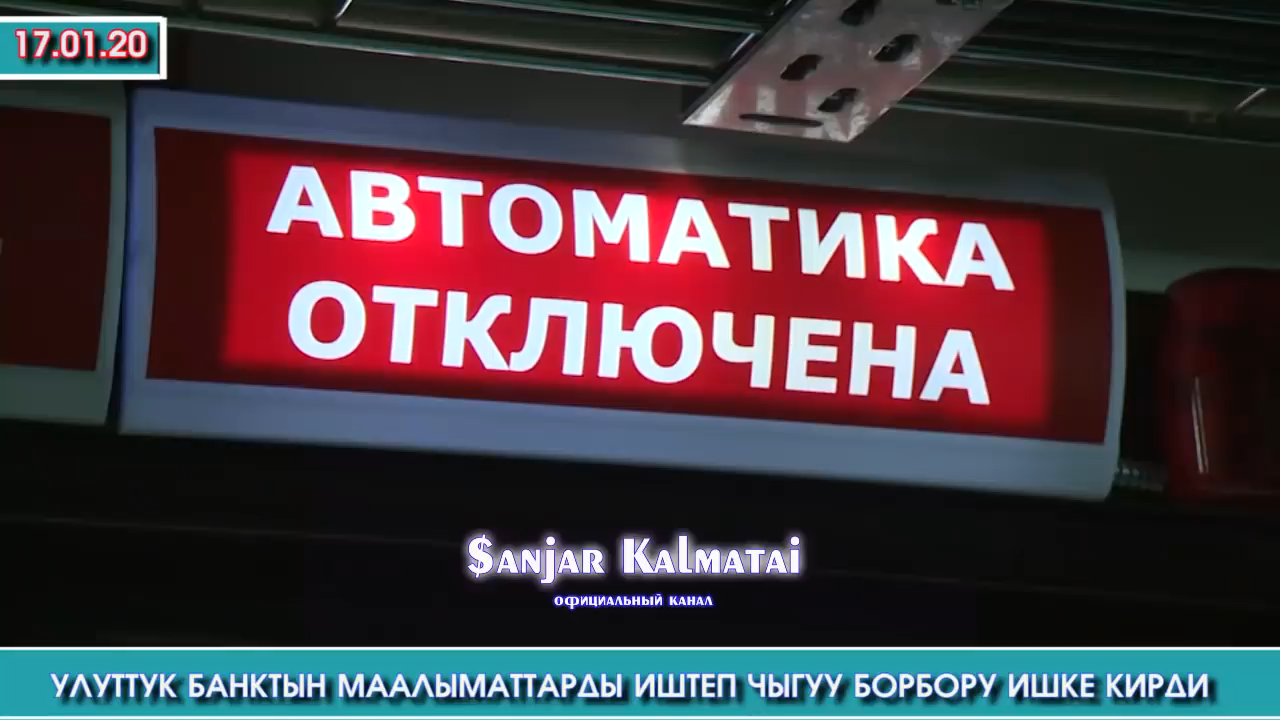 17.01.20
АВТОМАТИКА
ОТКЛЮЧЕНА
$anjar Kalmatai
официальный канал
УЛУТТУК БАНКТЫН МААЛЫМАТТАРДЫ ИШТЕП ЧЫГУУ БОРБОРУ ИШКЕ КИРДИ